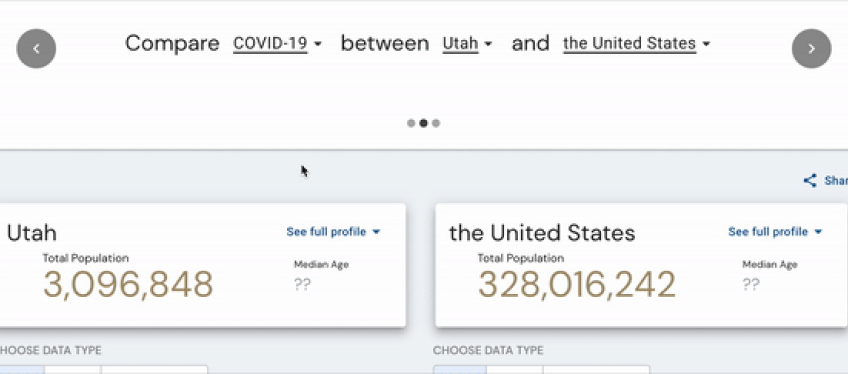 Compare COVID-19 between Utah and the United States
Utah
See full profile
Total Population
3,096,848
Median Age
??
the United States
See full profile
Total Population
328,016,242
Median Age
??
HOOSE DATA TYPE
CHOOSE DATA TYPE